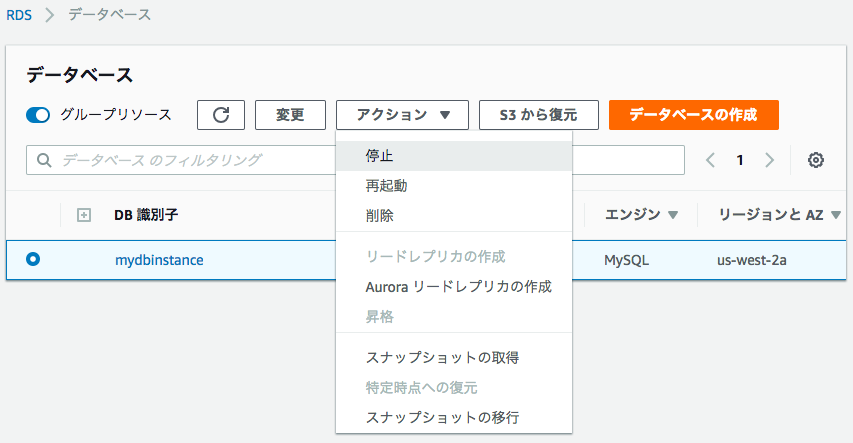 RDS > データベース
データベース
グループリソース 変更 アクション ▼ S3 から復元 データベースの作成
データベース のフィルタリング 1
停止
再起動
削除
リードレプリカの作成
Aurora リードレプリカの作成
昇格
スナップショットの取得
特定時点への復元
スナップショットの移行
DB 識別子 エンジン ▼ リージョンと AZ ▼
mydbinstance MySQL us-west-2a